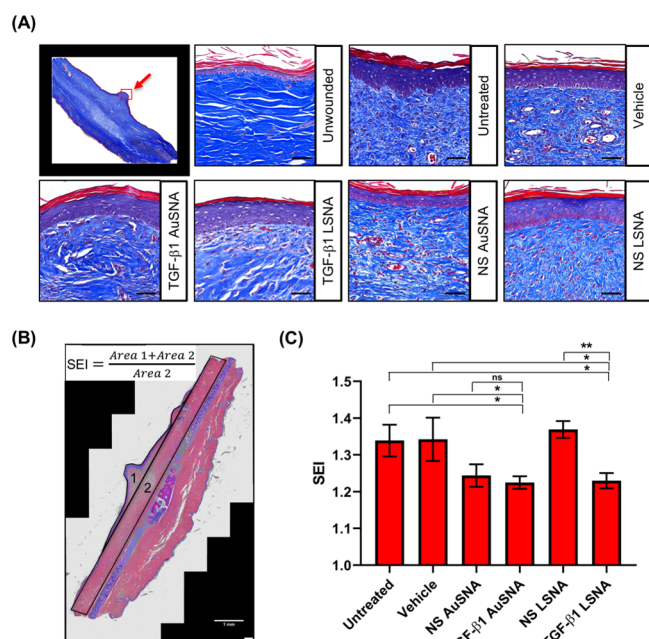 (A)
Unwounded
Untreated
Vehicle
TGF-β1 AuSNA
TGF-β1 LSNA
NS AuSNA
NS LSNA
(B)
SEI = Area 1+Area 2
Area 2
1
2
1 mm
(C)
**
*
*
ns
*
*
SEI
1.5
1.4
1.3
1.2
1.1
1.0
Untreated
Vehicle
NS AuSNA
GF-β1 AuSNA
NS LSNA
TGF-β1 LSNA